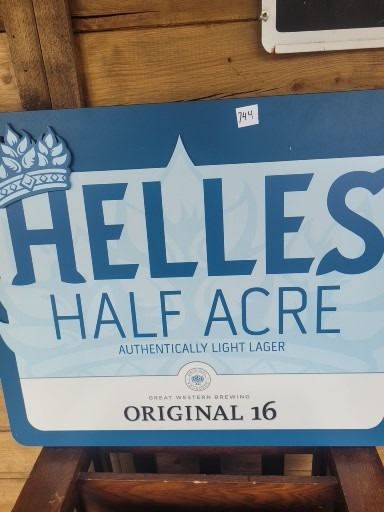 744
HELLES
HALF ACRE
AUTHENTICALLY LIGHT LAGER
GREAT WESTERN BREWING
ORIGINAL 16